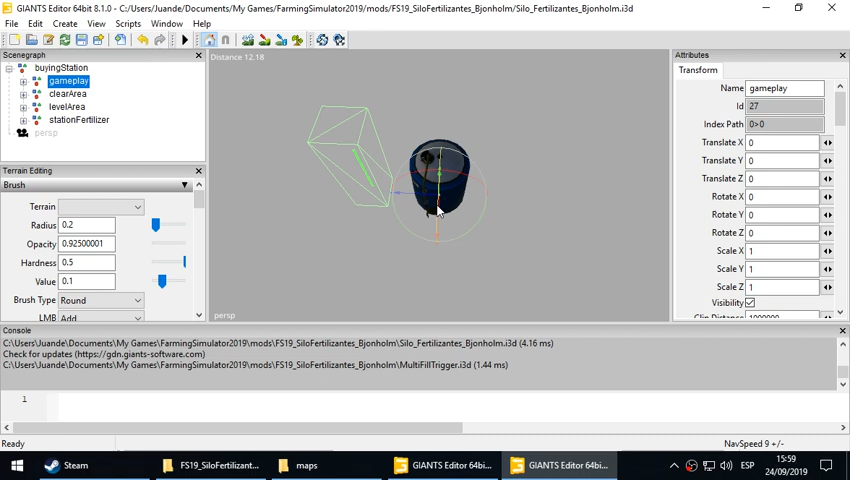 GIANTS Editor 64bit 8.1.0 - C:/Users/Juande/Documents/My Games/FarmingSimulator2019/mods/FS19_SiloFertilizantes_Bjonholm/Silo_Fertilizantes_Bjonholm.i3d
File Edit Create View Scripts Window Help
Scenegraph
buyingStation
gameplay
clearArea
levelArea
stationFertilizer
persp
Terrain Editing
Brush
Terrain
Radius 0.2
Opacity 0.92500001
Hardness 0.5
Value 0.1
Brush Type Round
LMB Add
Distance 12.18
persp
Attributes
Transform
Name gameplay
Id 27
Index Path 0>0
Translate X 0
Translate Y 0
Translate Z 0
Rotate X 0
Rotate Y 0
Rotate Z 0
Scale X 1
Scale Y 1
Scale Z 1
Visibility
Clip Distance 1000000
Console
C:\Users\Juande\Documents\My Games\FarmingSimulator2019\mods\FS19_SiloFertilizantes_Bjonholm\Silo_Fertilizantes_Bjonholm.i3d (4.16 ms)
Check for updates (https://gdn.giants-software.com)
C:\Users\Juande\Documents\My Games\FarmingSimulator2019\mods\FS19_SiloFertilizantes_Bjonholm\MultiFillTrigger.i3d (1.44 ms)
1
Ready
NavSpeed 9 +/-
Steam
FS19_SiloFertilizant...
maps
GIANTS Editor 64bi...
GIANTS Editor 64bi...
ESP
15:59
24/09/2019